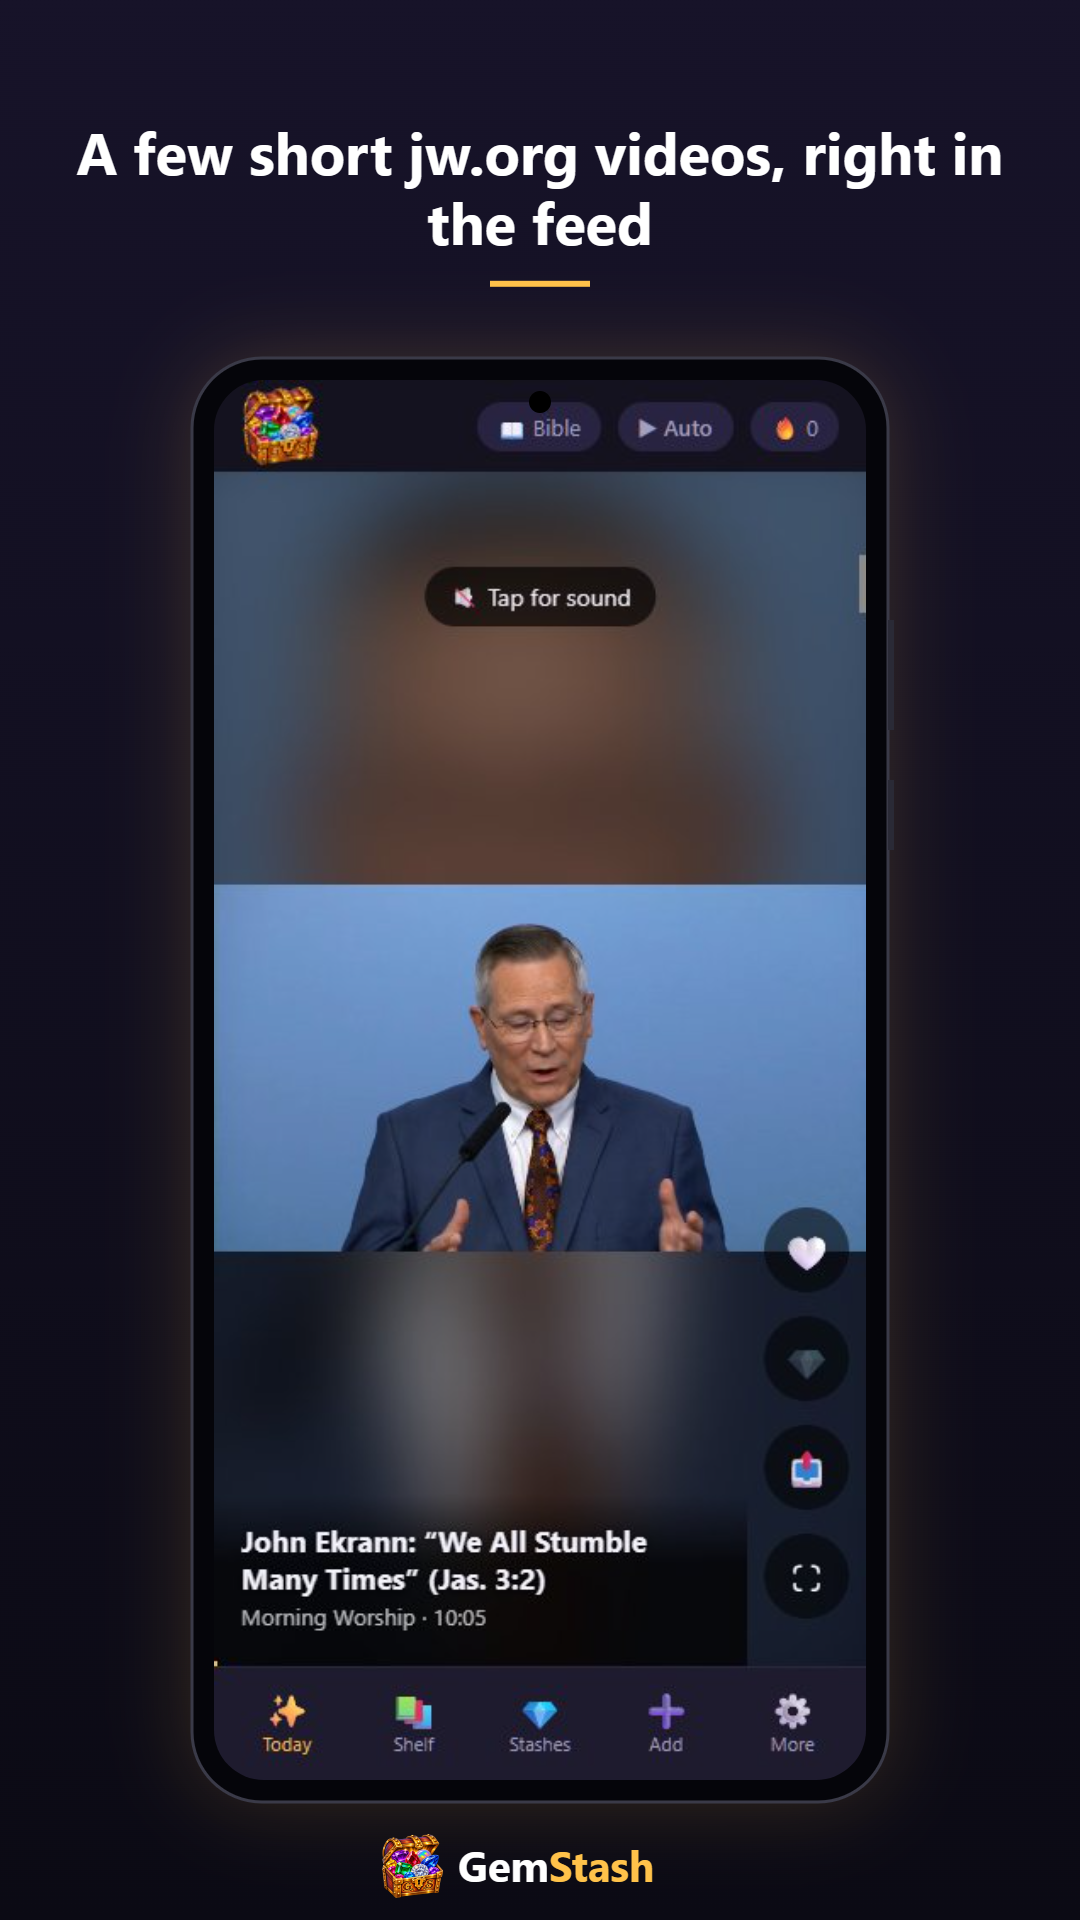 A few short jw.org videos, right in
the feed
Bible
Auto
0
Tap for sound
John Ekrann: “We All Stumble
Many Times” (Jas. 3:2)
Morning Worship · 10:05
Today
Shelf
Stashes
Add
More
GemStash